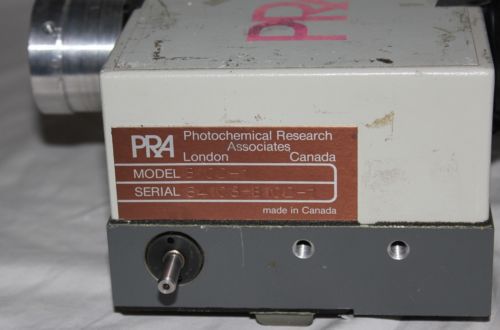 PRA
PRA Photochemical Research
Associates
London Canada
MODEL
SERIAL
made in Canada